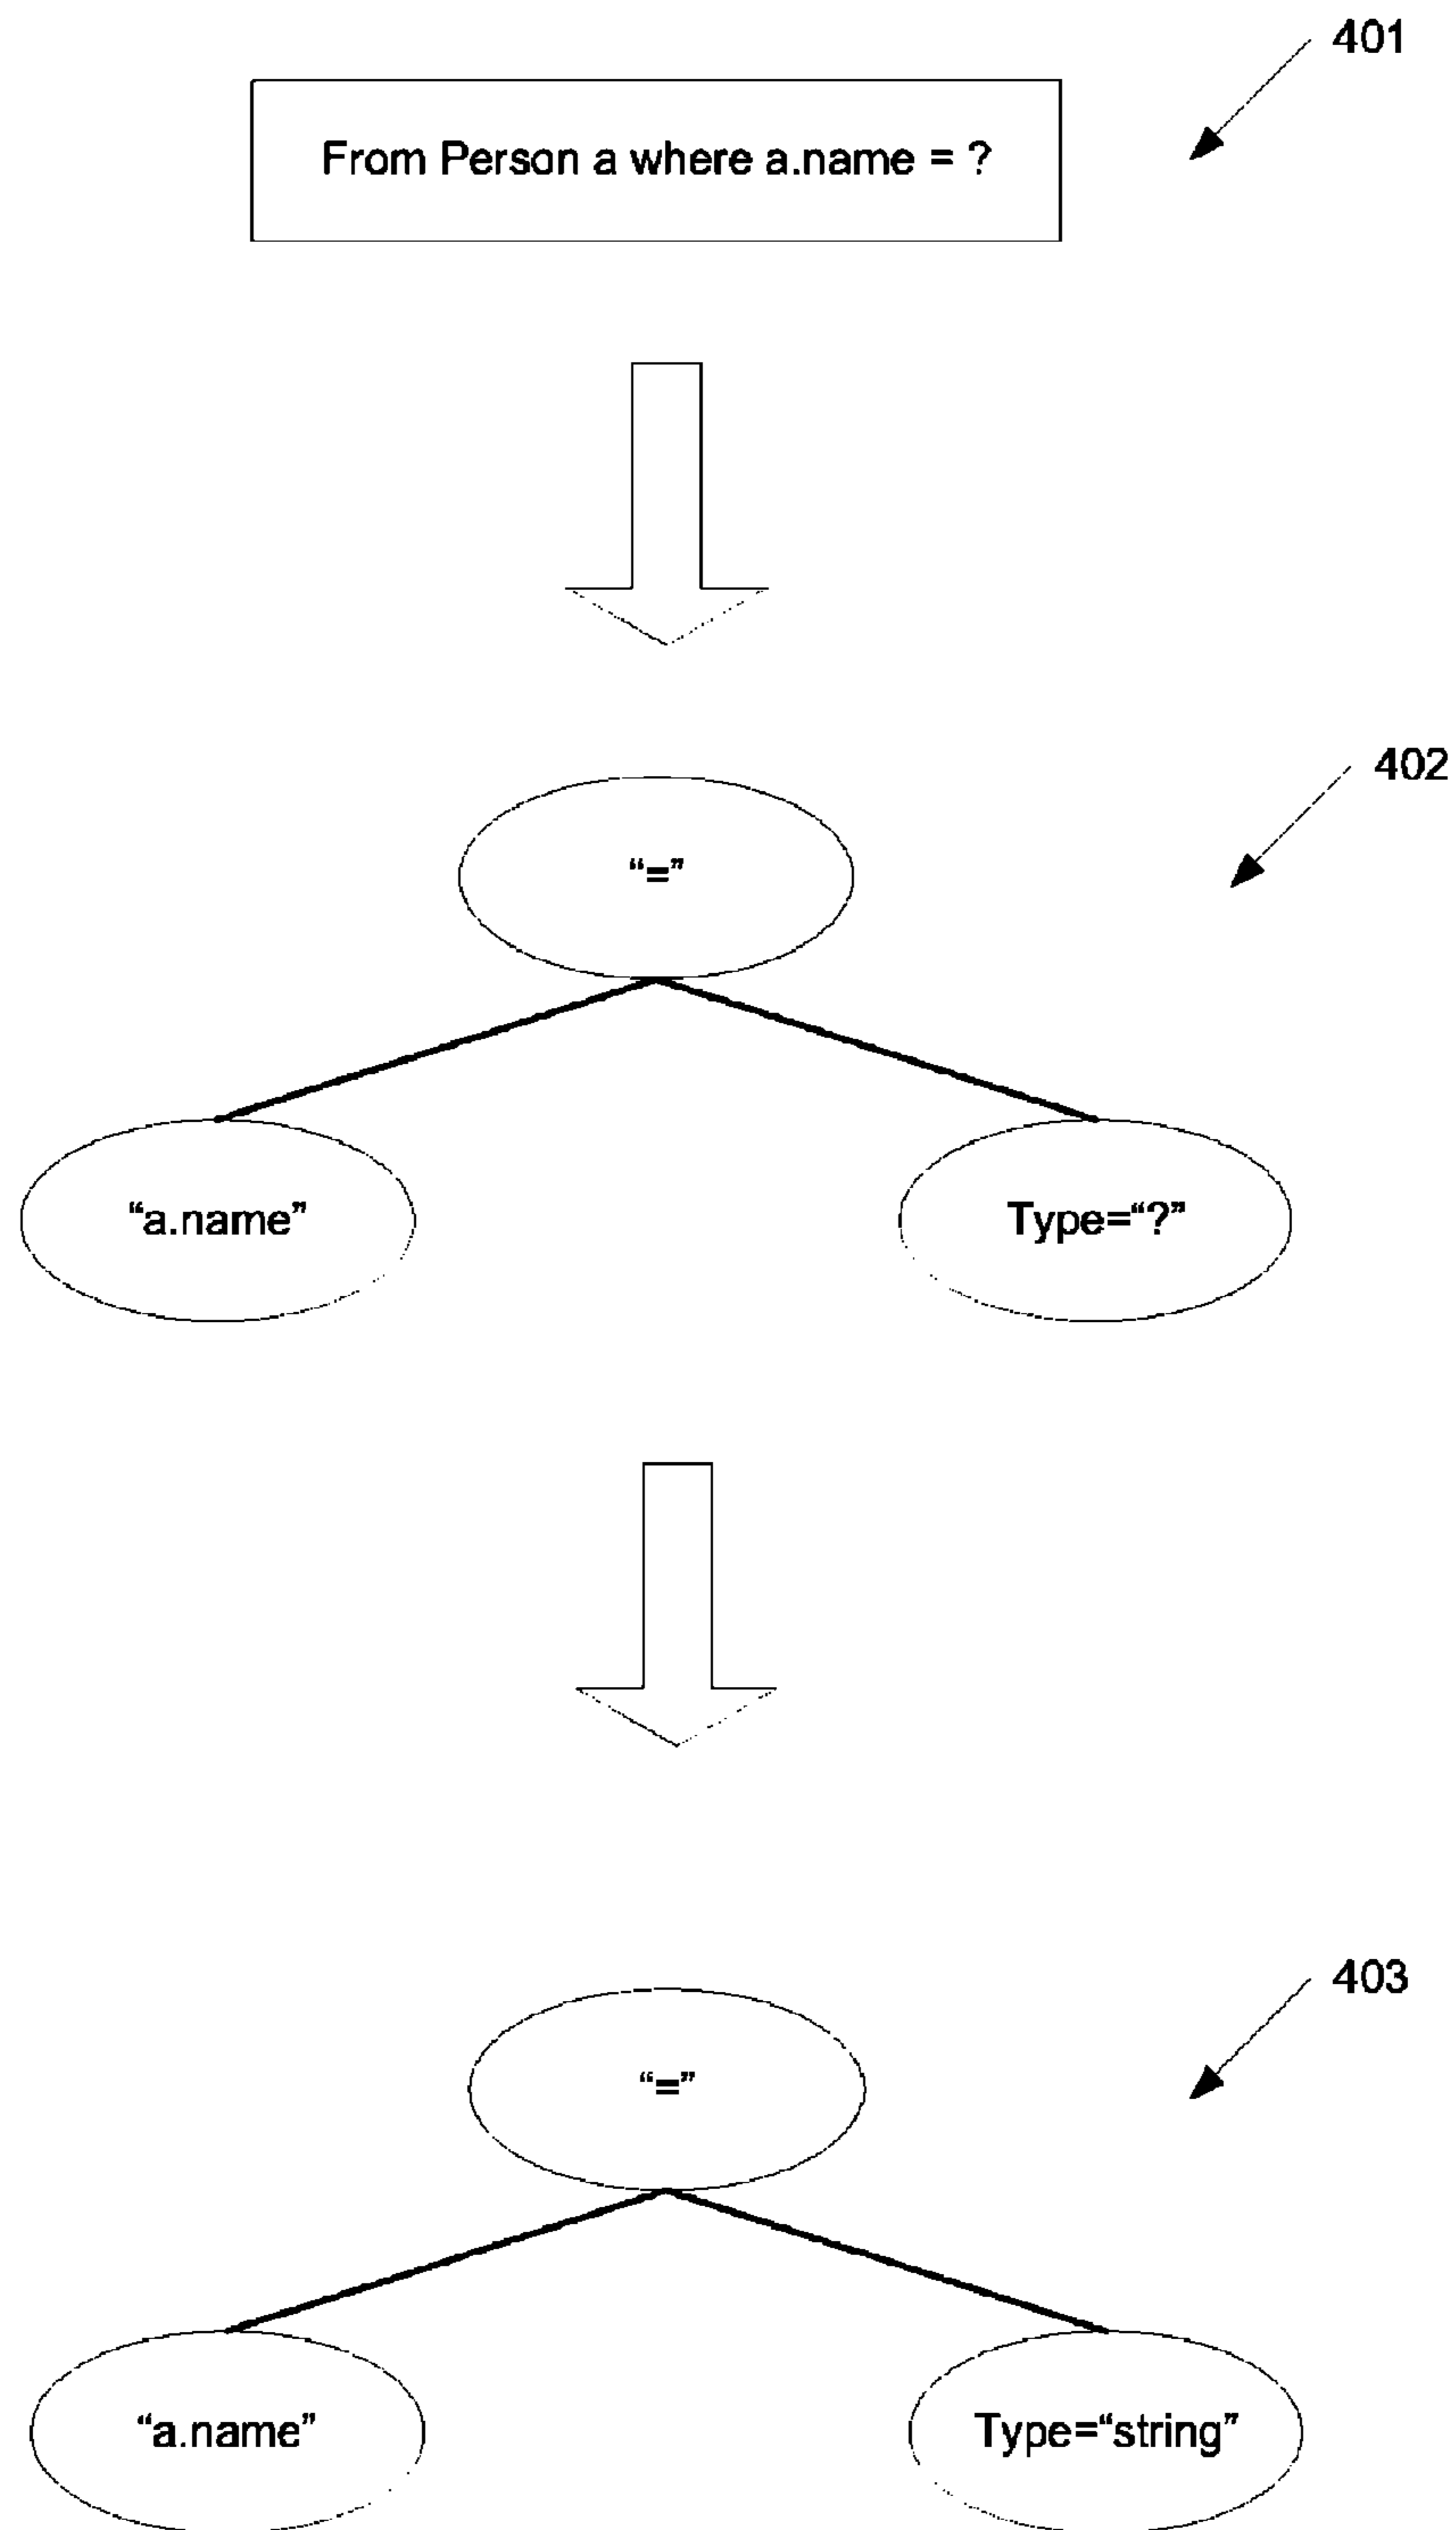 401
From Person a where a.name = ?
402
“=”
“a.name”
Type=“?”
403
“=”
“a.name”
Type=“string”